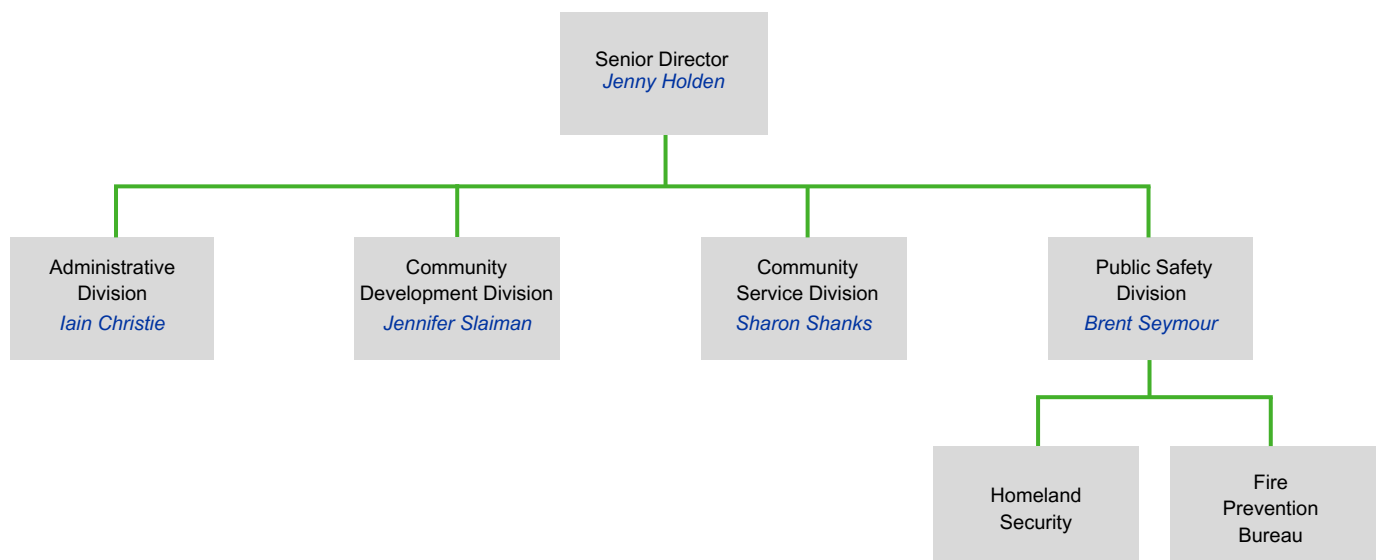 Senior Director
Jenny Holden
Administrative
Division
Iain Christie
Community
Development Division
Jennifer Slaiman
Community
Service Division
Sharon Shanks
Public Safety
Division
Brent Seymour
Homeland
Security
Fire
Prevention
Bureau